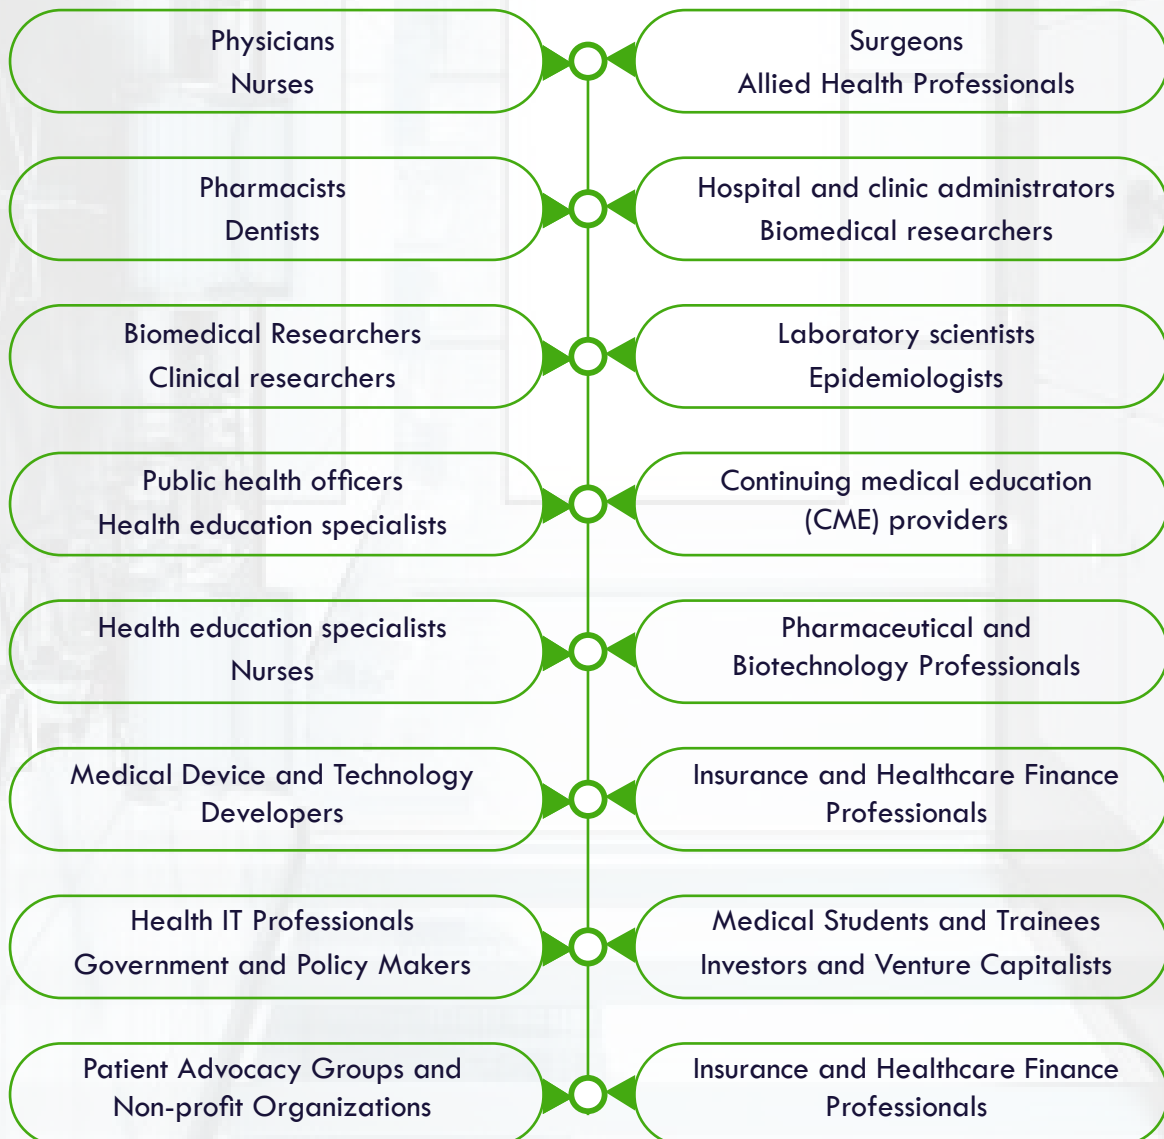 Physicians
Nurses
Surgeons
Allied Health Professionals
Pharmacists
Dentists
Hospital and clinic administrators
Biomedical researchers
Biomedical Researchers
Clinical researchers
Laboratory scientists
Epidemiologists
Public health officers
Health education specialists
Continuing medical education
(CME) providers
Health education specialists
Nurses
Pharmaceutical and
Biotechnology Professionals
Medical Device and Technology
Developers
Insurance and Healthcare Finance
Professionals
Health IT Professionals
Government and Policy Makers
Medical Students and Trainees
Investors and Venture Capitalists
Patient Advocacy Groups and
Non-profit Organizations
Insurance and Healthcare Finance
Professionals